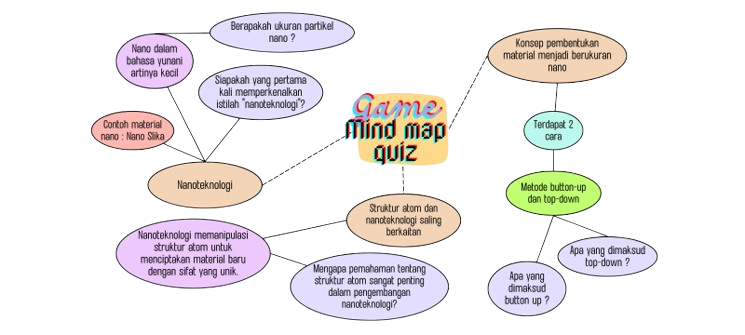 Berapakah ukuran partikel
nano ?
Nano dalam
bahasa yunani
artinya kecil
Siapakah yang pertama
kali memperkenalkan
istilah "nanoteknologi"?
Contoh material
nano : Nano Slika
Nanoteknologi
Game
Mind map
quiz
Konsep pembentukan
material menjadi berukuran
nano
Terdapat 2
cara
Metode button-up
dan top-down
Apa yang dimaksud
top-down ?
Apa yang
dimaksud
button up ?
Struktur atom dan
nanoteknologi saling
berkaitan
Nanoteknologi memanipulasi
struktur atom untuk
menciptakan material baru
dengan sifat yang unik.
Mengapa pemahaman tentang
struktur atom sangat penting
dalam pengembangan
nanoteknologi?